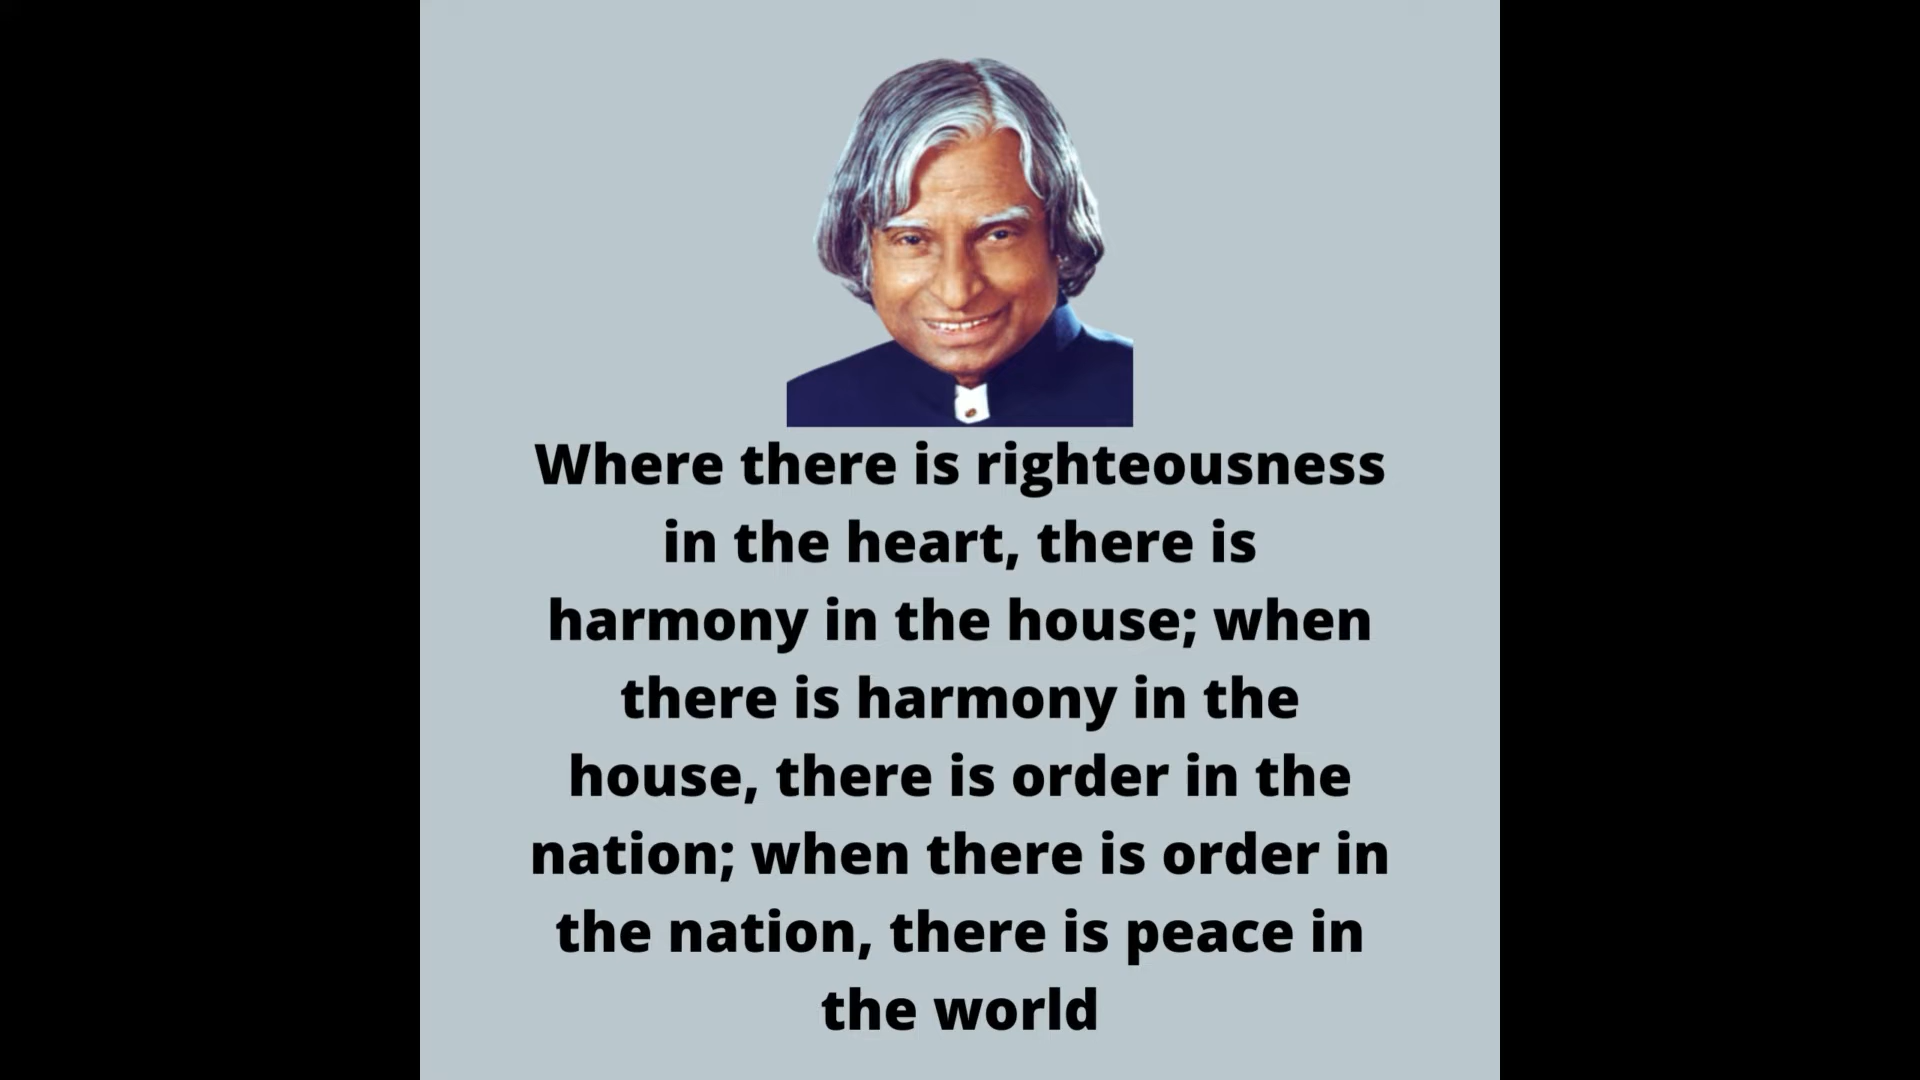 Where there is righteousness
in the heart, there is
harmony in the house; when
there is harmony in the
house, there is order in the
nation; when there is order in
the nation, there is peace in
the world